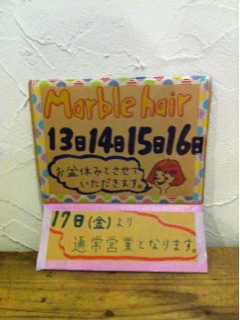 Marble hair
13日14日15日16日
お盆休みとさせて
いただきます。
17日(金)より
通常営業となります。